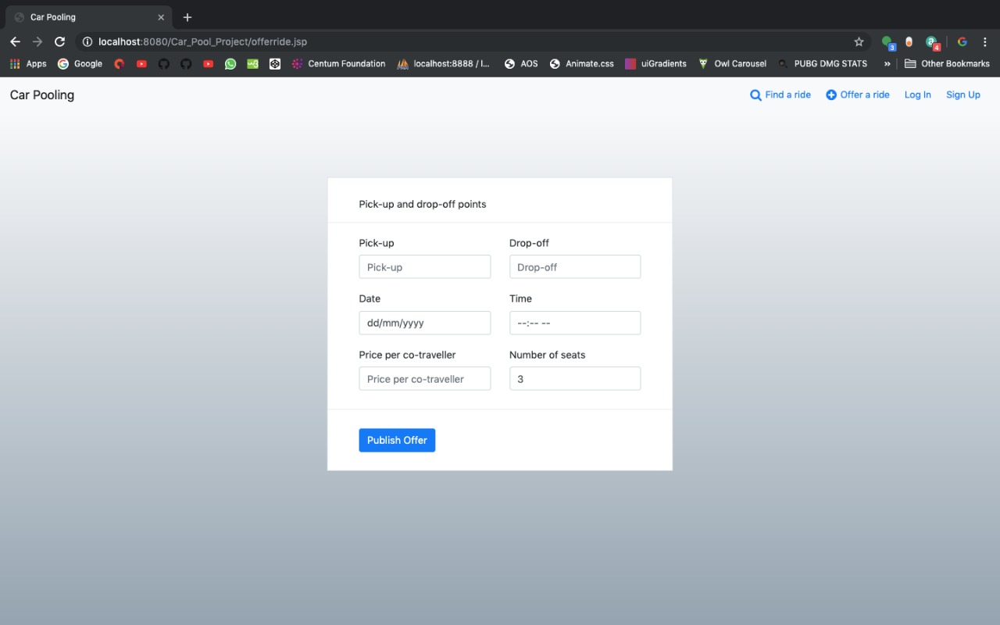 Car Pooling
localhost:8080/Car_Pool_Project/offerride.jsp
3
4
Apps Google Centum Foundation localhost:8888 / l... AOS Animate.css uiGradients Owl Carousel PUBG DMG STATS » Other Bookmarks
Car Pooling Find a ride Offer a ride Log In Sign Up
Pick-up and drop-off points
Pick-up Drop-off
Pick-up Drop-off
Date Time
dd/mm/yyyy --:-- --
Price per co-traveller Number of seats
Price per co-traveller 3
Publish Offer